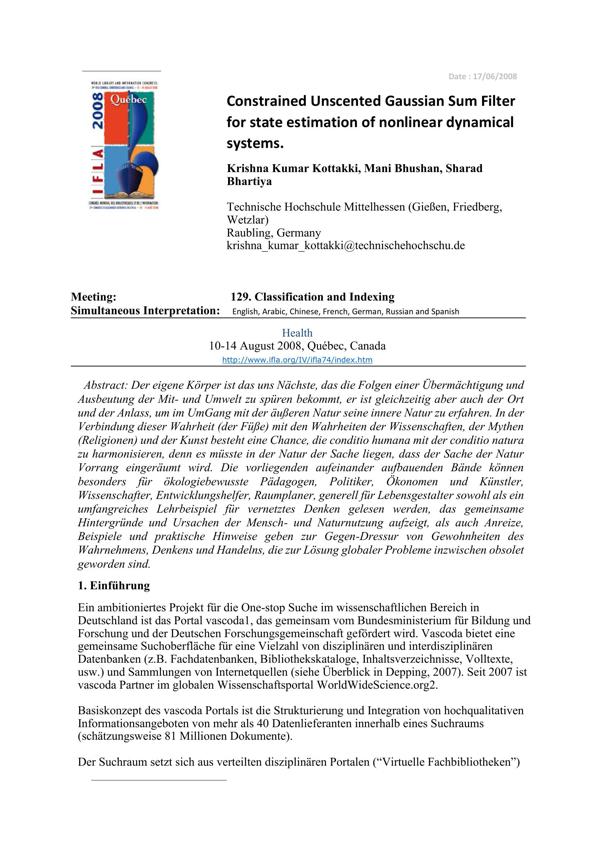 Date : 17/06/2008
WORLD LIBRARY AND INFORMATION CONGRESS:
Québec
IFLA 2008
Constrained Unscented Gaussian Sum Filter
for state estimation of nonlinear dynamical
systems.
Krishna Kumar Kottakki, Mani Bhushan, Sharad
Bhartiya
Technische Hochschule Mittelhessen (Gießen, Friedberg,
Wetzlar)
Raubling, Germany
krishna_kumar_kottakki@technischehochschu.de
Meeting: 129. Classification and Indexing
Simultaneous Interpretation: English, Arabic, Chinese, French, German, Russian and Spanish
Health
10-14 August 2008, Québec, Canada
http://www.ifla.org/IV/ifla74/index.htm
Abstract: Der eigene Körper ist das uns Nächste, das die Folgen einer Übermächtigung und
Ausbeutung der Mit- und Umwelt zu spüren bekommt, er ist gleichzeitig aber auch der Ort
und der Anlass, um im UmGang mit der äußeren Natur seine innere Natur zu erfahren. In der
Verbindung dieser Wahrheit (der Füße) mit den Wahrheiten der Wissenschaften, der Mythen
(Religionen) und der Kunst besteht eine Chance, die conditio humana mit der conditio natura
zu harmonisieren, denn es müsste in der Natur der Sache liegen, dass der Sache der Natur
Vorrang eingeräumt wird. Die vorliegenden aufeinander aufbauenden Bände können
besonders für ökologiebewusste Pädagogen, Politiker, Ökonomen und Künstler,
Wissenschafter, Entwicklungshelfer, Raumplaner, generell für Lebensgestalter sowohl als ein
umfangreiches Lehrbeispiel für vernetztes Denken gelesen werden, das gemeinsame
Hintergründe und Ursachen der Mensch- und Naturnutzung aufzeigt, als auch Anreize,
Beispiele und praktische Hinweise geben zur Gegen-Dressur von Gewohnheiten des
Wahrnehmens, Denkens und Handelns, die zur Lösung globaler Probleme inzwischen obsolet
geworden sind.
1. Einführung
Ein ambitioniertes Projekt für die One-stop Suche im wissenschaftlichen Bereich in
Deutschland ist das Portal vascoda1, das gemeinsam vom Bundesministerium für Bildung und
Forschung und der Deutschen Forschungsgemeinschaft gefördert wird. Vascoda bietet eine
gemeinsame Suchoberfläche für eine Vielzahl von disziplinären und interdisziplinären
Datenbanken (z.B. Fachdatenbanken, Bibliothekskataloge, Inhaltsverzeichnisse, Volltexte,
usw.) und Sammlungen von Internetquellen (siehe Überblick in Depping, 2007). Seit 2007 ist
vascoda Partner im globalen Wissenschaftsportal WorldWideScience.org2.
Basiskonzept des vascoda Portals ist die Strukturierung und Integration von hochqualitativen
Informationsangeboten von mehr als 40 Datenlieferanten innerhalb eines Suchraums
(schätzungsweise 81 Millionen Dokumente).
Der Suchraum setzt sich aus verteilten disziplinären Portalen (“Virtuelle Fachbibliotheken”)